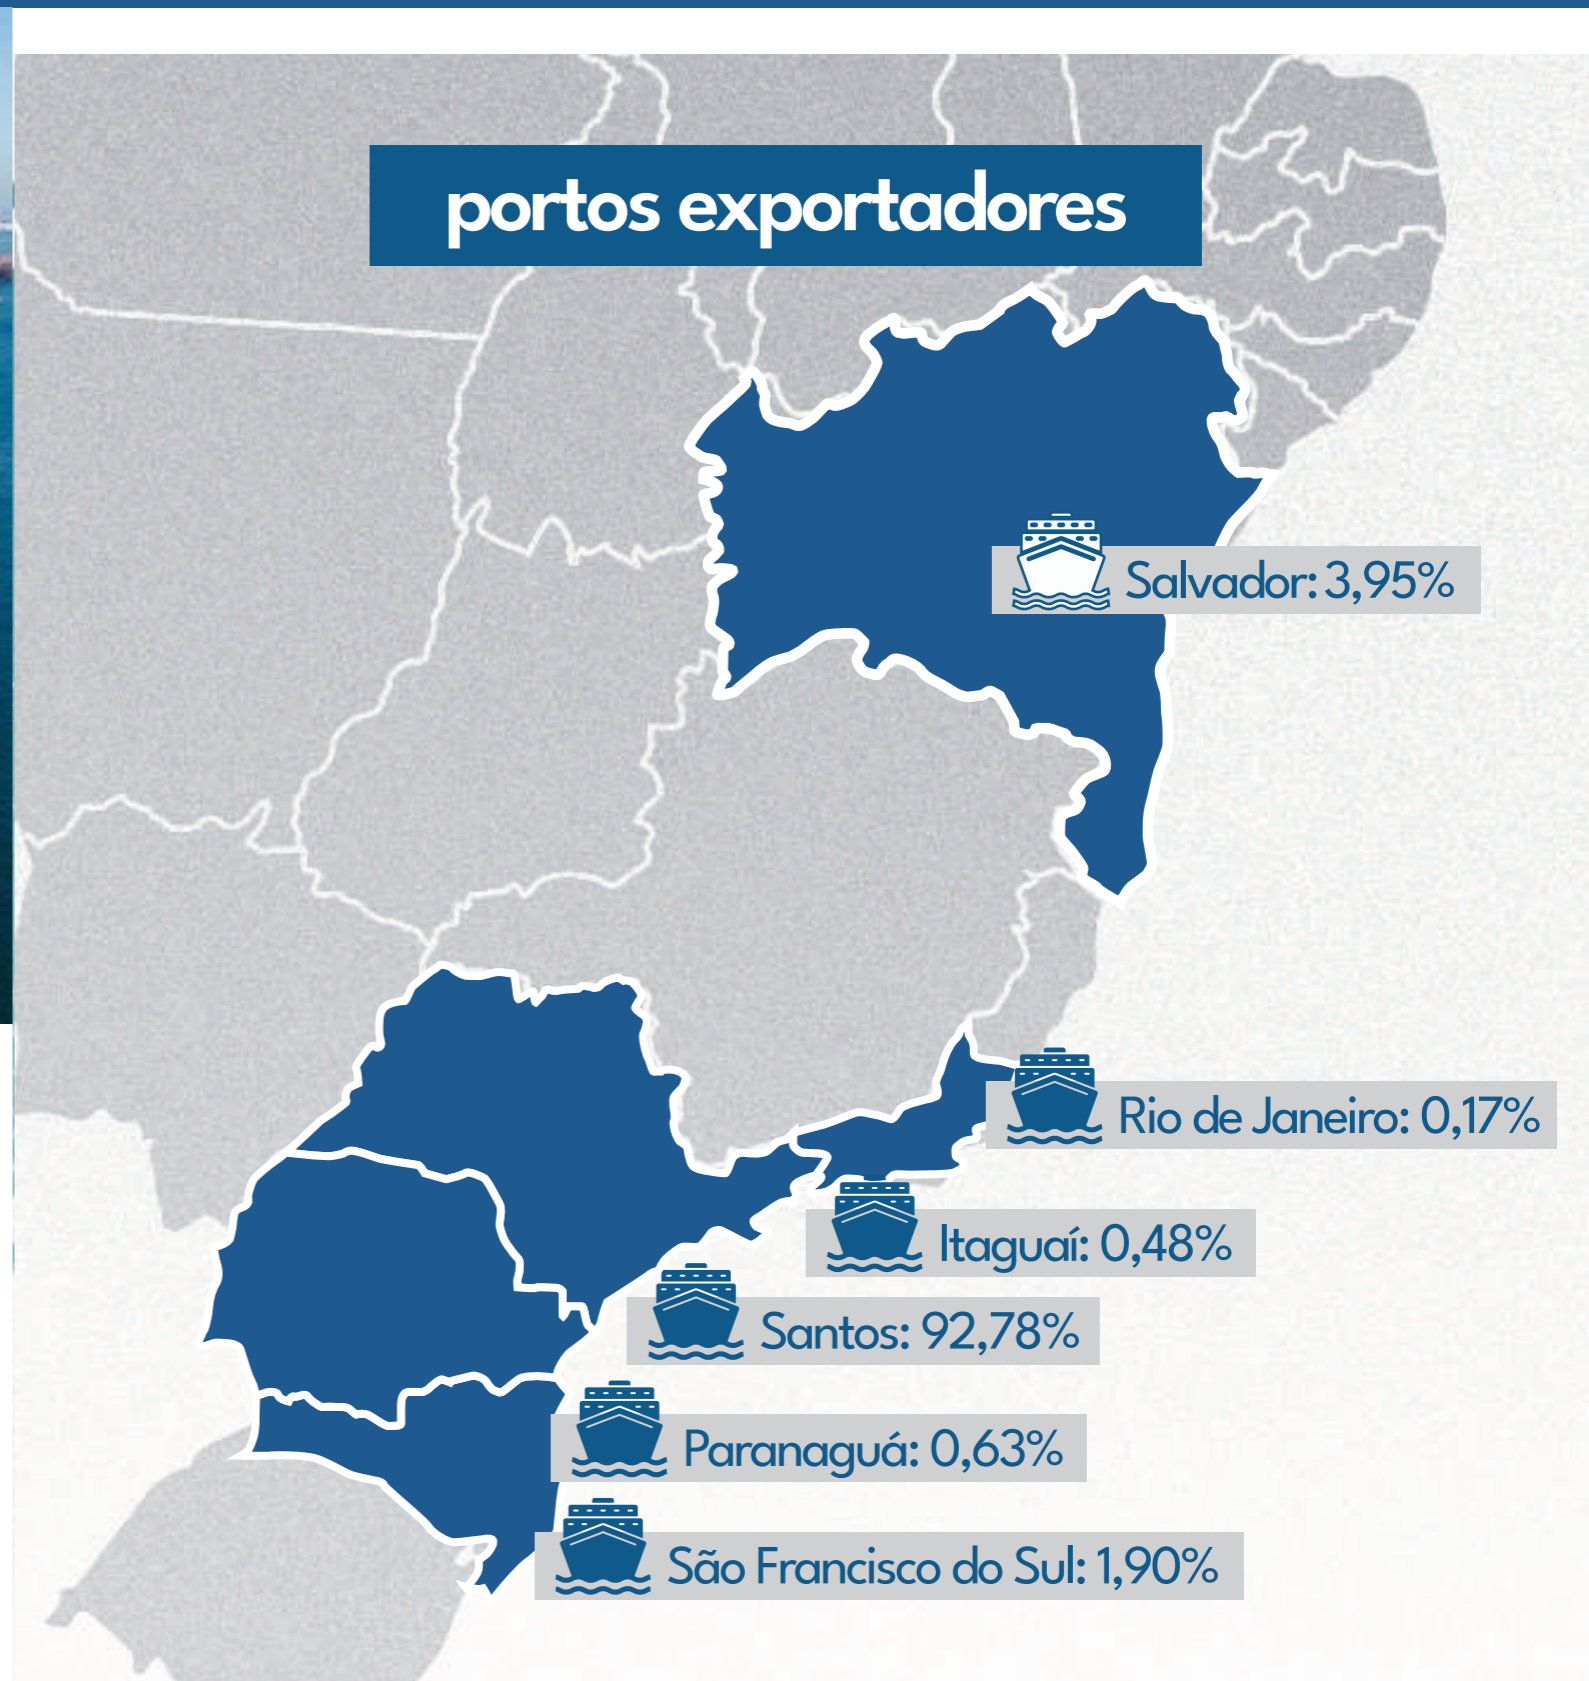 portos exportadores
Salvador: 3,95%
Rio de Janeiro: 0,17%
Itaguaí: 0,48%
Santos: 92,78%
Paranaguá: 0,63%
São Francisco do Sul: 1,90%